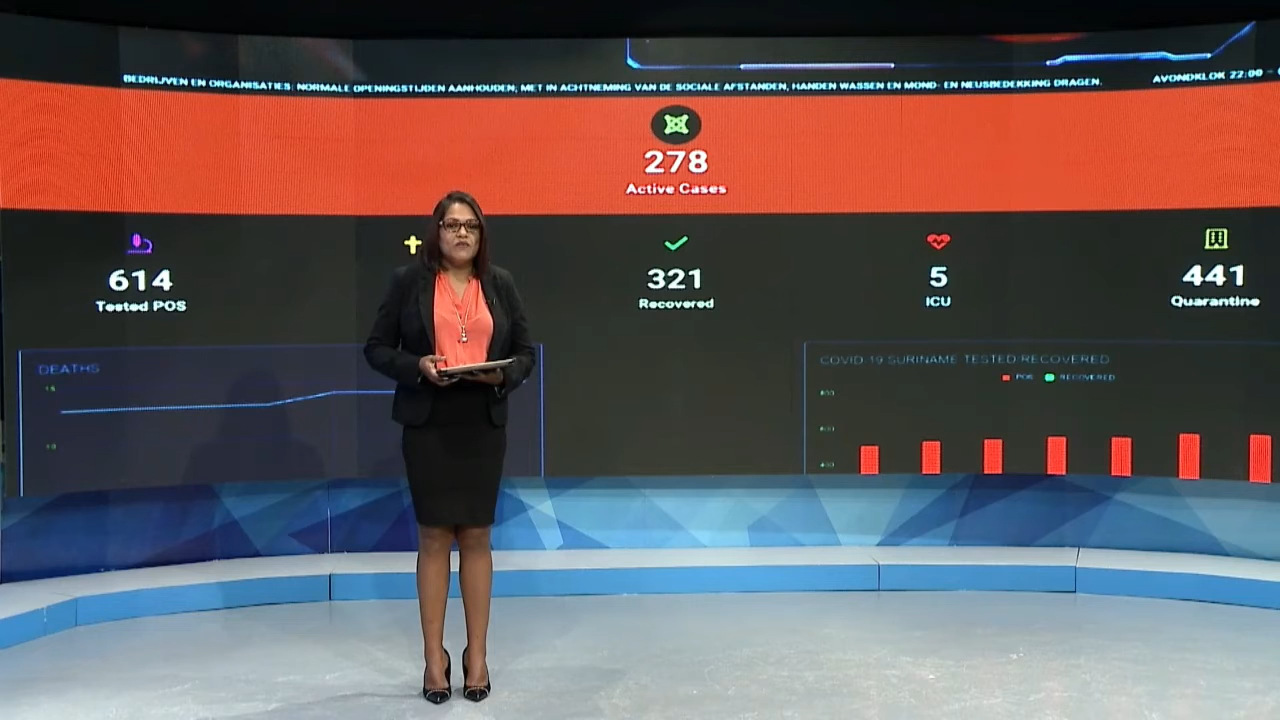 BEDRIJVEN EN ORGANISATIES: NORMALE OPENINGSTIJDEN AANHOUDEN; MET IN ACHTNEMING VAN DE SOCIALE AFSTANDEN, HANDEN WASSEN EN MOND- EN NEUSBEDEKKING DRAGEN. AVONDKLOK 22:00 -
278
Active Cases
614
Tested POS
321
Recovered
5
ICU
441
Quarantine
DEATHS
COVID-19 SURINAME TESTED RECOVERED
POS RECOVERED